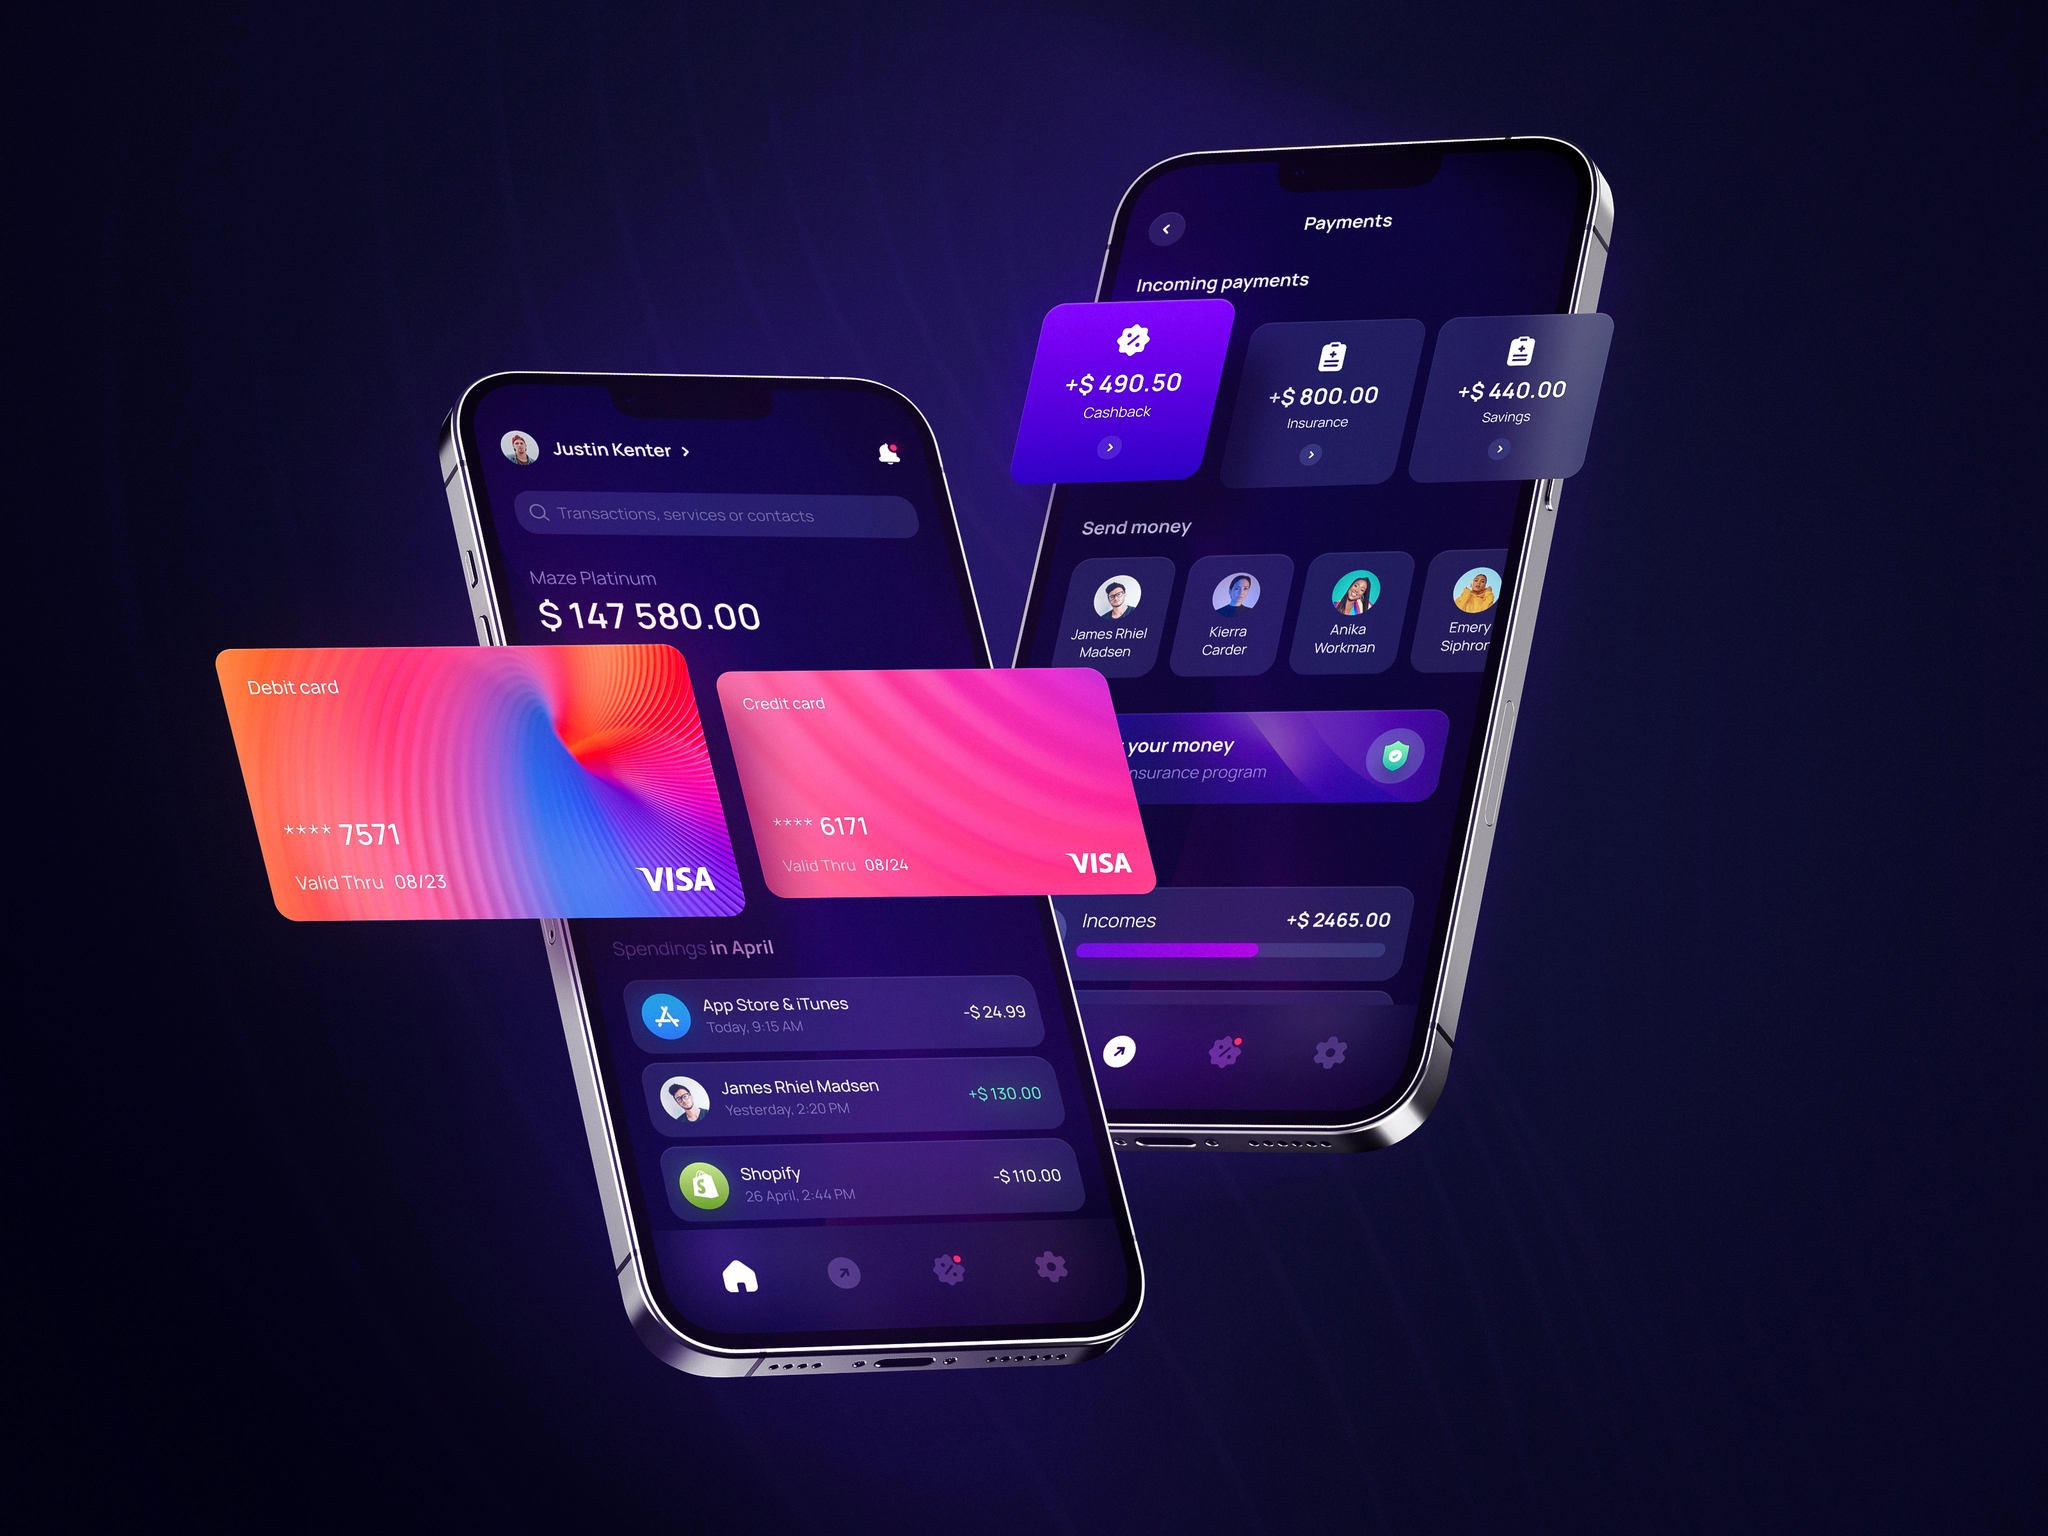 Justin Kenter
Transactions, services or contacts
Maze Platinum
$ 147 580.00
Debit card
**** 7571
Valid Thru 08/23
VISA
Credit card
**** 6171
Valid Thru 08/24
VISA
Spendings in April
App Store & iTunes
-$ 24.99
Today, 9:15 AM
James Rhiel Madsen
+$ 130.00
Yesterday, 2:20 PM
Shopify
-$ 110.00
26 April, 2:44 PM
Payments
Incoming payments
+$ 490.50
Cashback
+$ 800.00
Insurance
+$ 440.00
Savings
Send money
James Rhiel
Madsen
Kierra
Carder
Anika
Workman
Emery
Siphron
your money
nsurance program
Incomes
+$ 2465.00